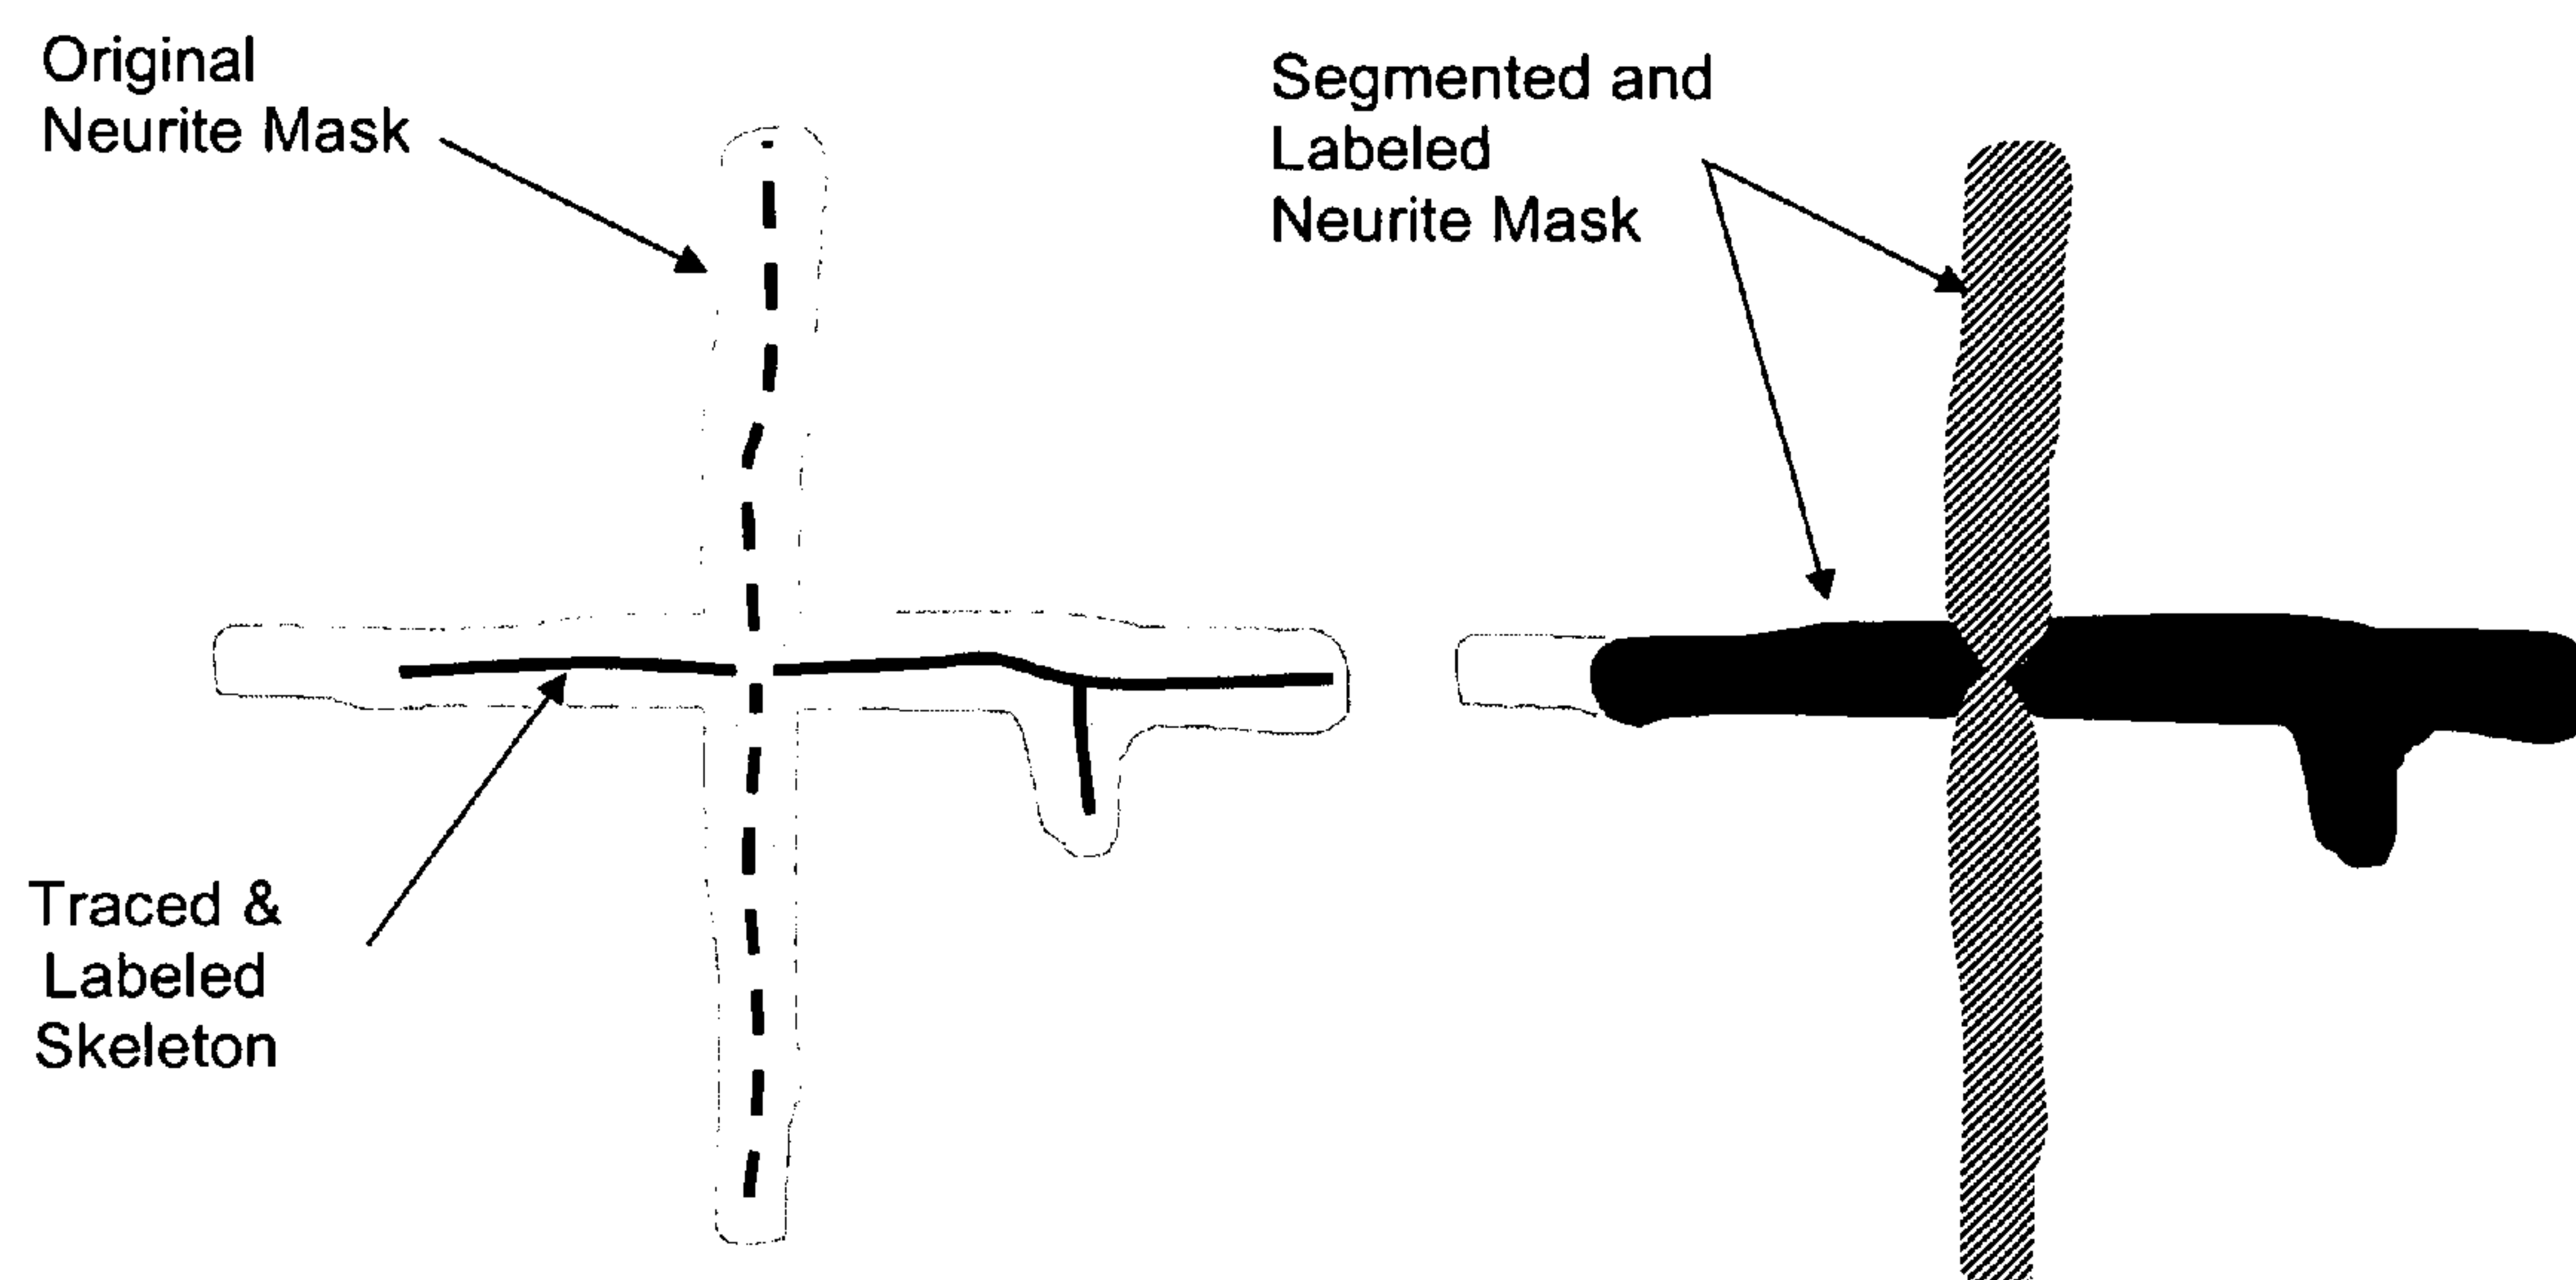 Original
Neurite Mask
Segmented and
Labeled
Neurite Mask
Traced &
Labeled
Skeleton